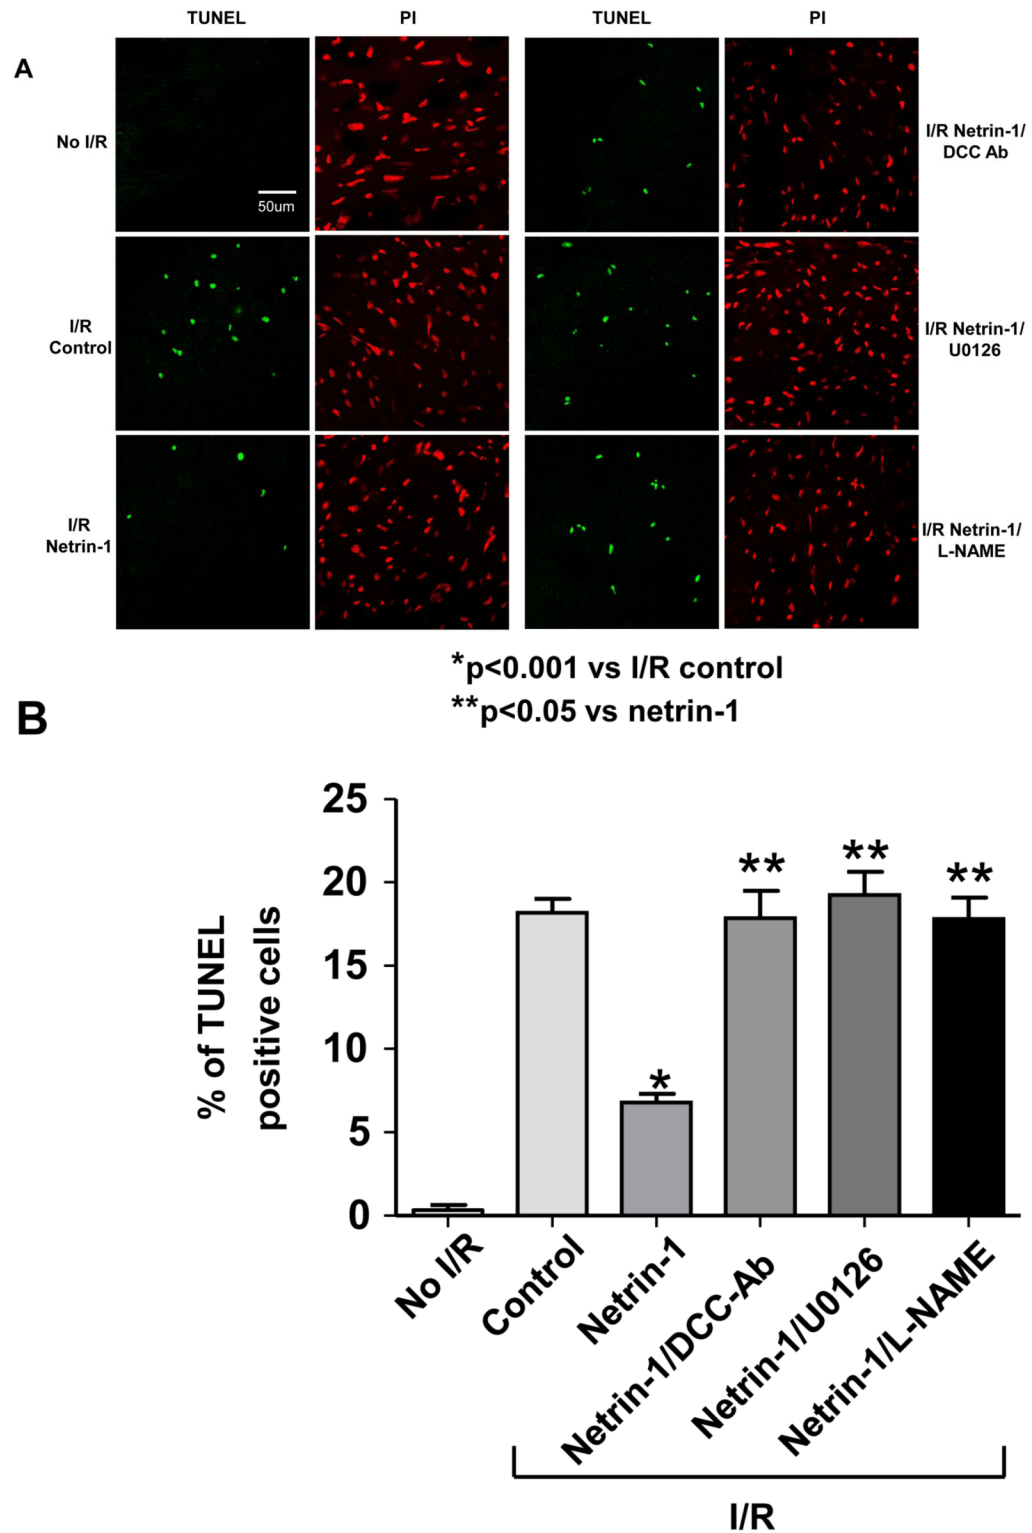 TUNEL PI TUNEL PI
A
No I/R
50um
I/R Netrin-1/
DCC Ab
I/R
Control
I/R Netrin-1/
U0126
I/R
Netrin-1
I/R Netrin-1/
L-NAME
*p<0.001 vs I/R control
**p<0.05 vs netrin-1
B
% of TUNEL
positive cells
25
20
15
10
5
0
*
**
**
**
No I/R
Control
Netrin-1
Netrin-1/DCC-Ab
Netrin-1/U0126
Netrin-1/L-NAME
I/R